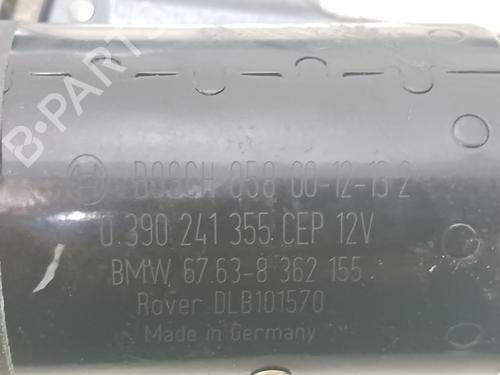 B-PARTS
BOSCH 058 00-12-13 2
0 390 241 355 CEP 12V
BMW 67.63-8 362 155
Rover DLB101570
Made in Germany